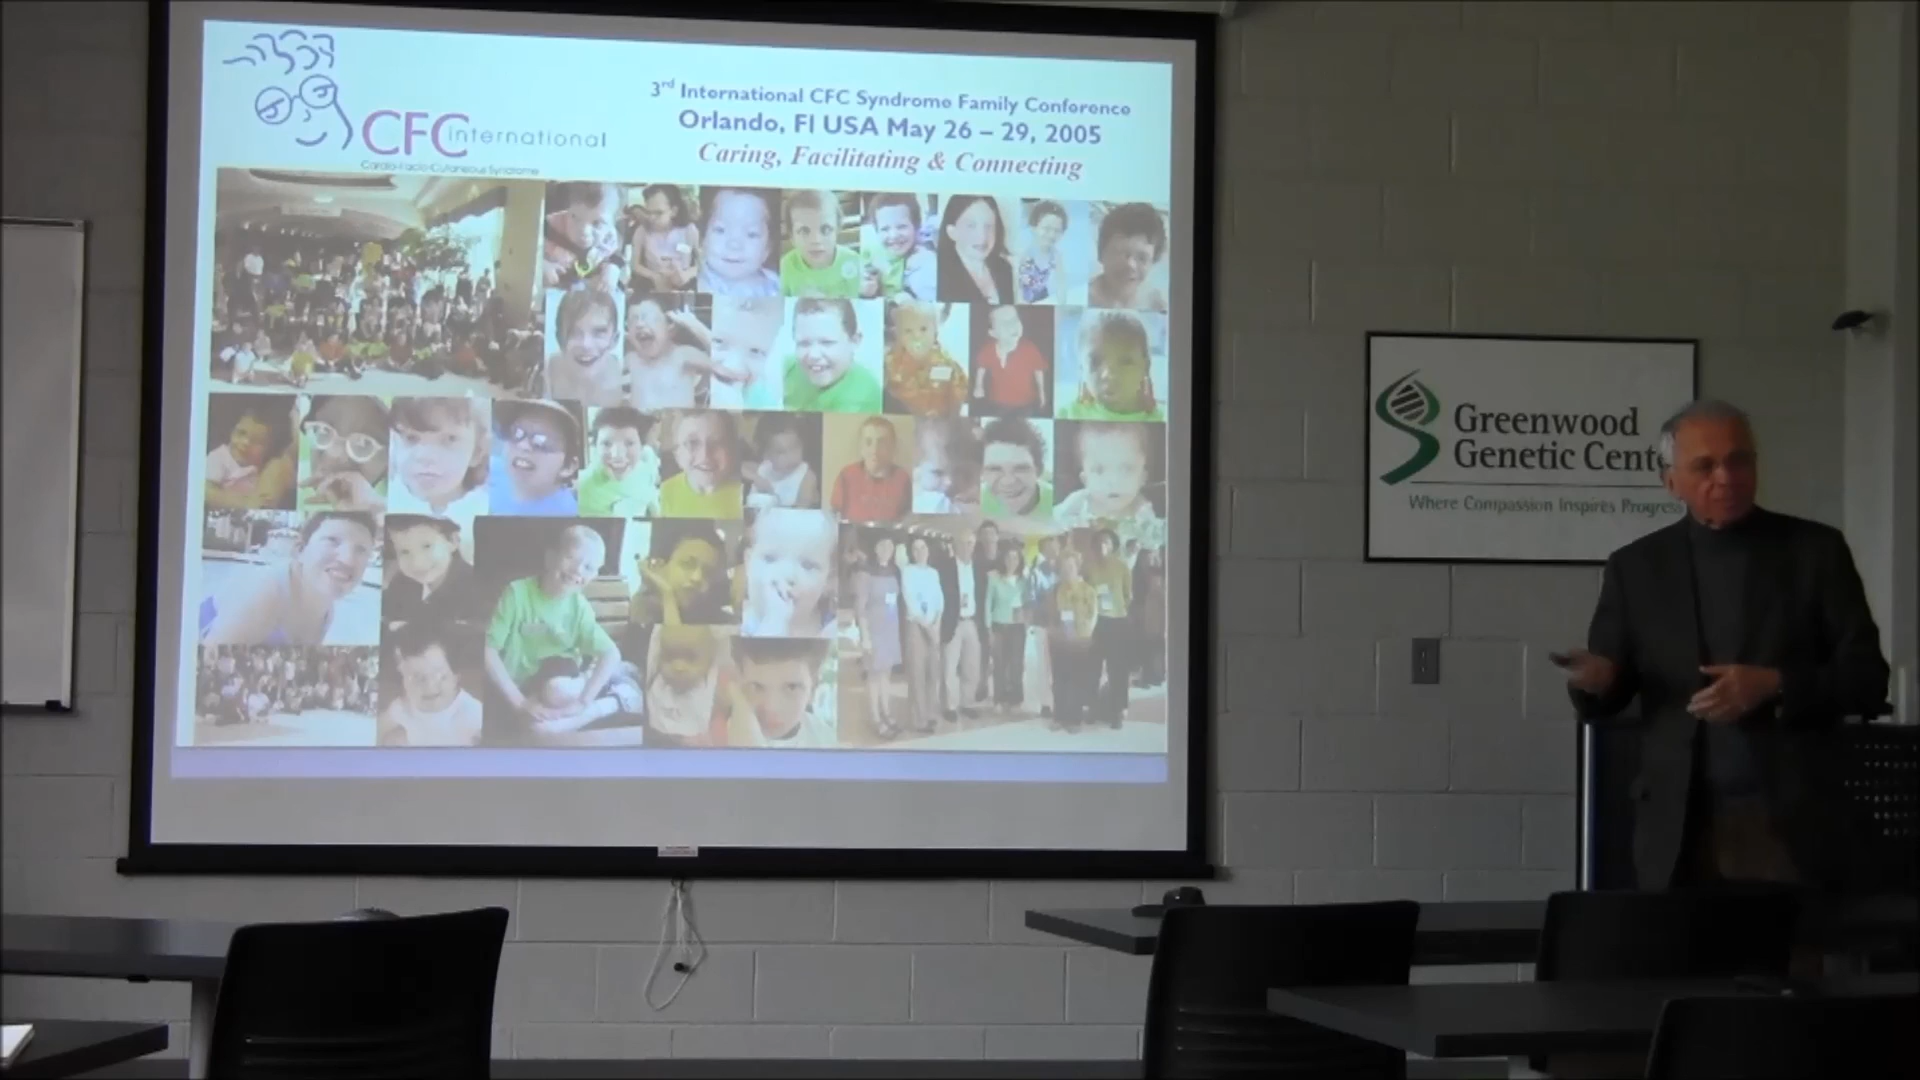 3rd International CFC Syndrome Family Conference
Orlando, Fl USA May 26 – 29, 2005
Caring, Facilitating & Connecting
CFC International
Cardio-Facio-Cutaneous Syndrome
Greenwood
Genetic Cente
Where Compassion Inspires Progress